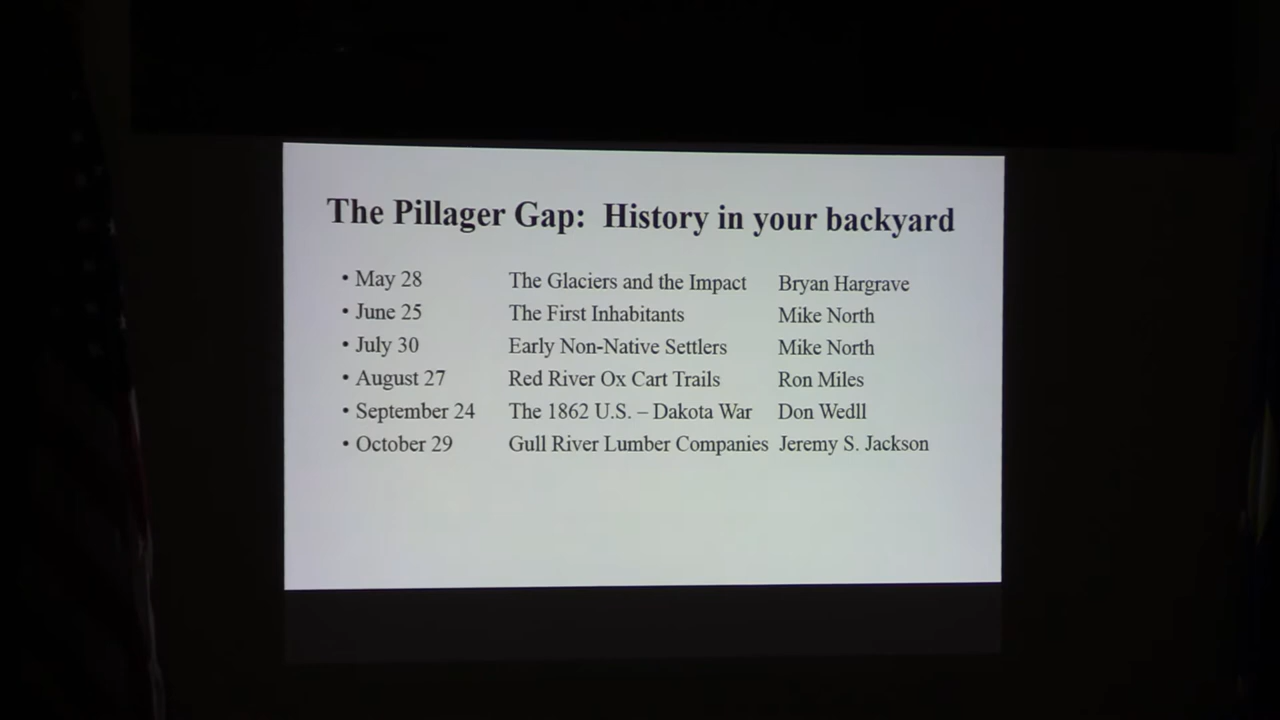 The Pillager Gap: History in your backyard
• May 28 The Glaciers and the Impact Bryan Hargrave
• June 25 The First Inhabitants Mike North
• July 30 Early Non-Native Settlers Mike North
• August 27 Red River Ox Cart Trails Ron Miles
• September 24 The 1862 U.S. – Dakota War Don Wedll
• October 29 Gull River Lumber Companies Jeremy S. Jackson